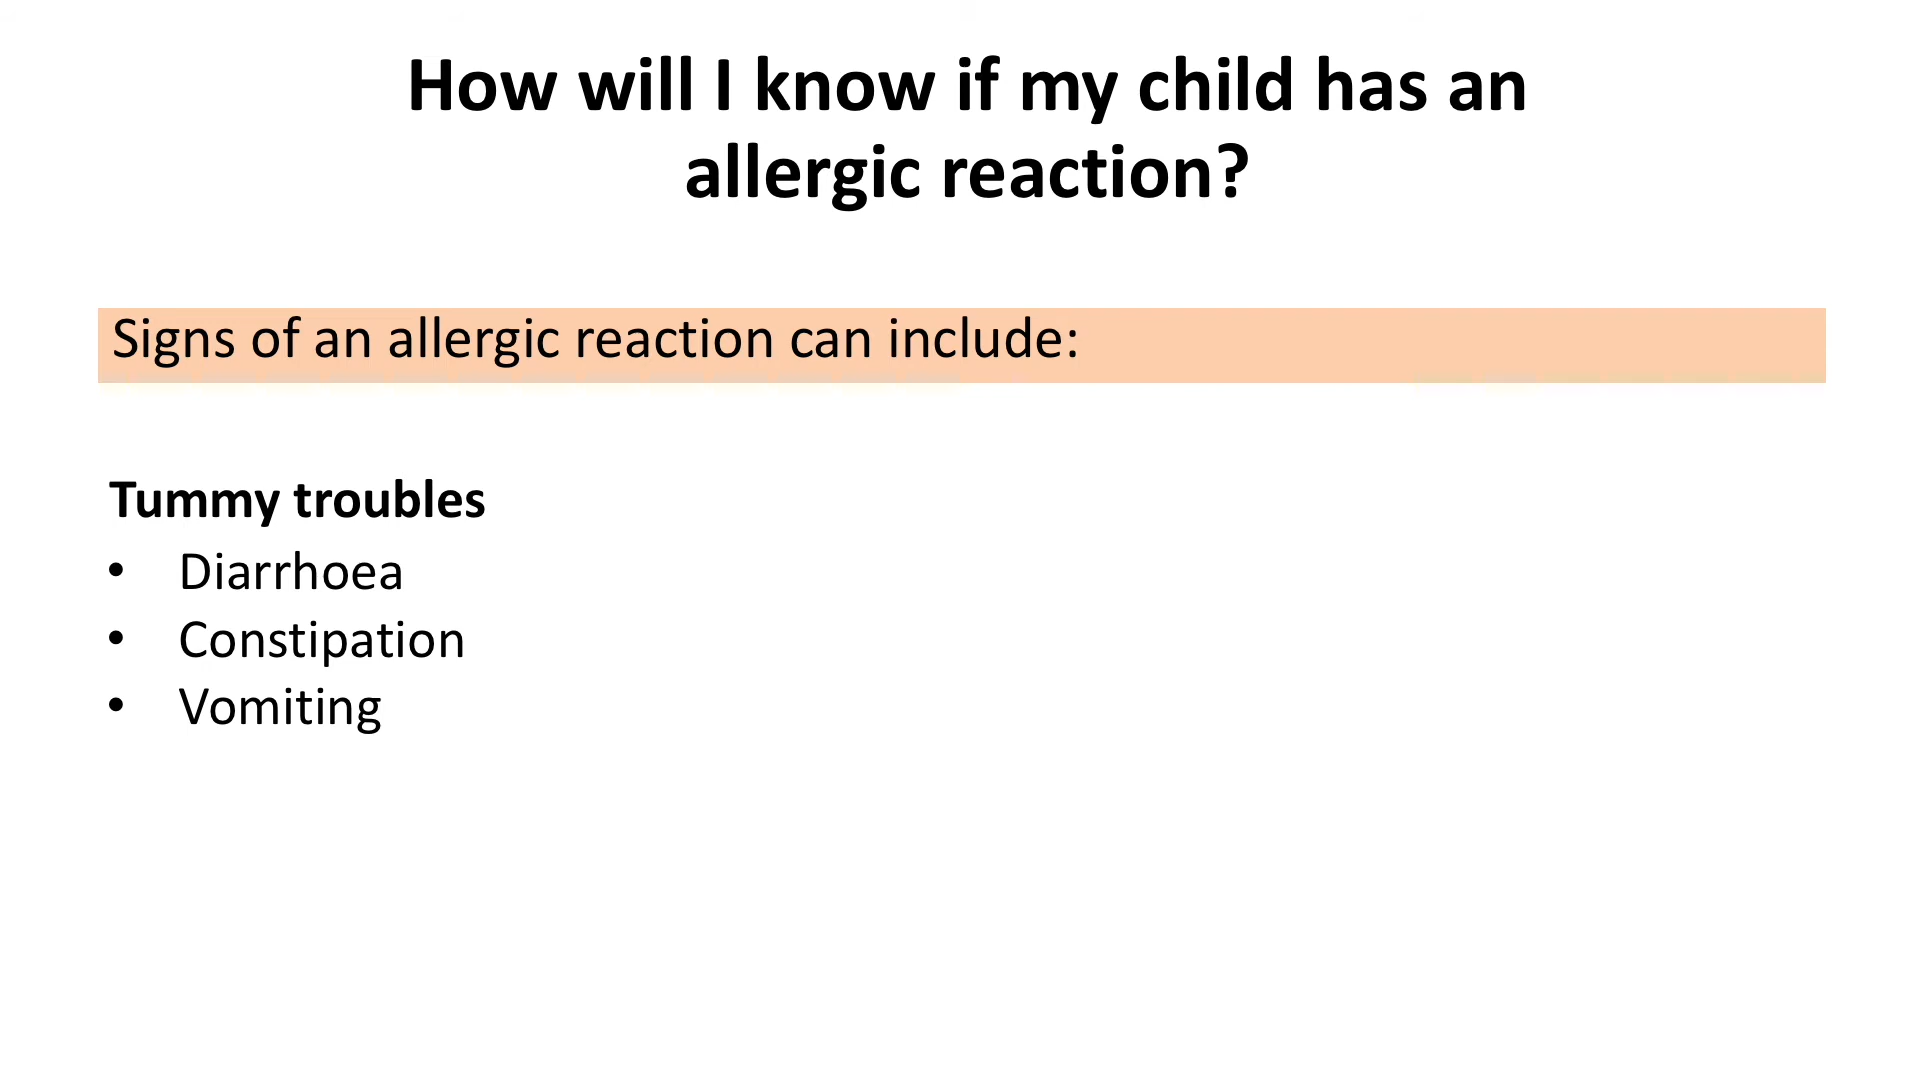 How will I know if my child has an
allergic reaction?
Signs of an allergic reaction can include:
Tummy troubles
• Diarrhoea
• Constipation
• Vomiting